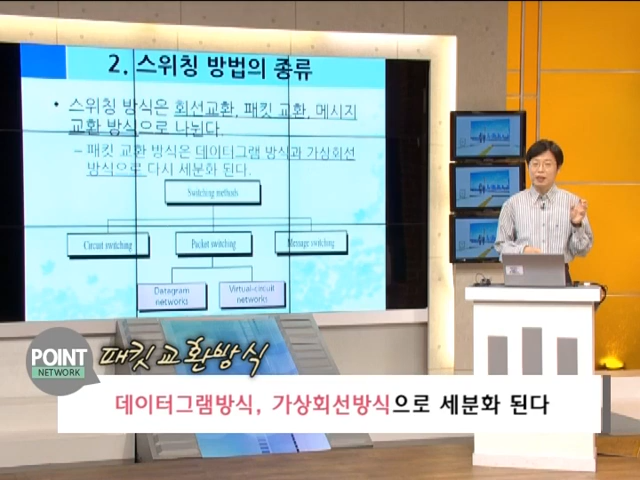 2. 스위칭 방법의 종류
• 스위칭 방식은 회선교환, 패킷 교환, 메시지
교환 방식으로 나뉜다.
– 패킷 교환 방식은 데이터그램 방식과 가상회선
방식으로 다시 세분화 된다.
Switching methods
Circuit switching
Packet switching
Message switching
Datagram
networks
Virtual-circuit
networks
POINT
NETWORK
패킷교환방식
데이터그램방식, 가상회선방식으로 세분화 된다